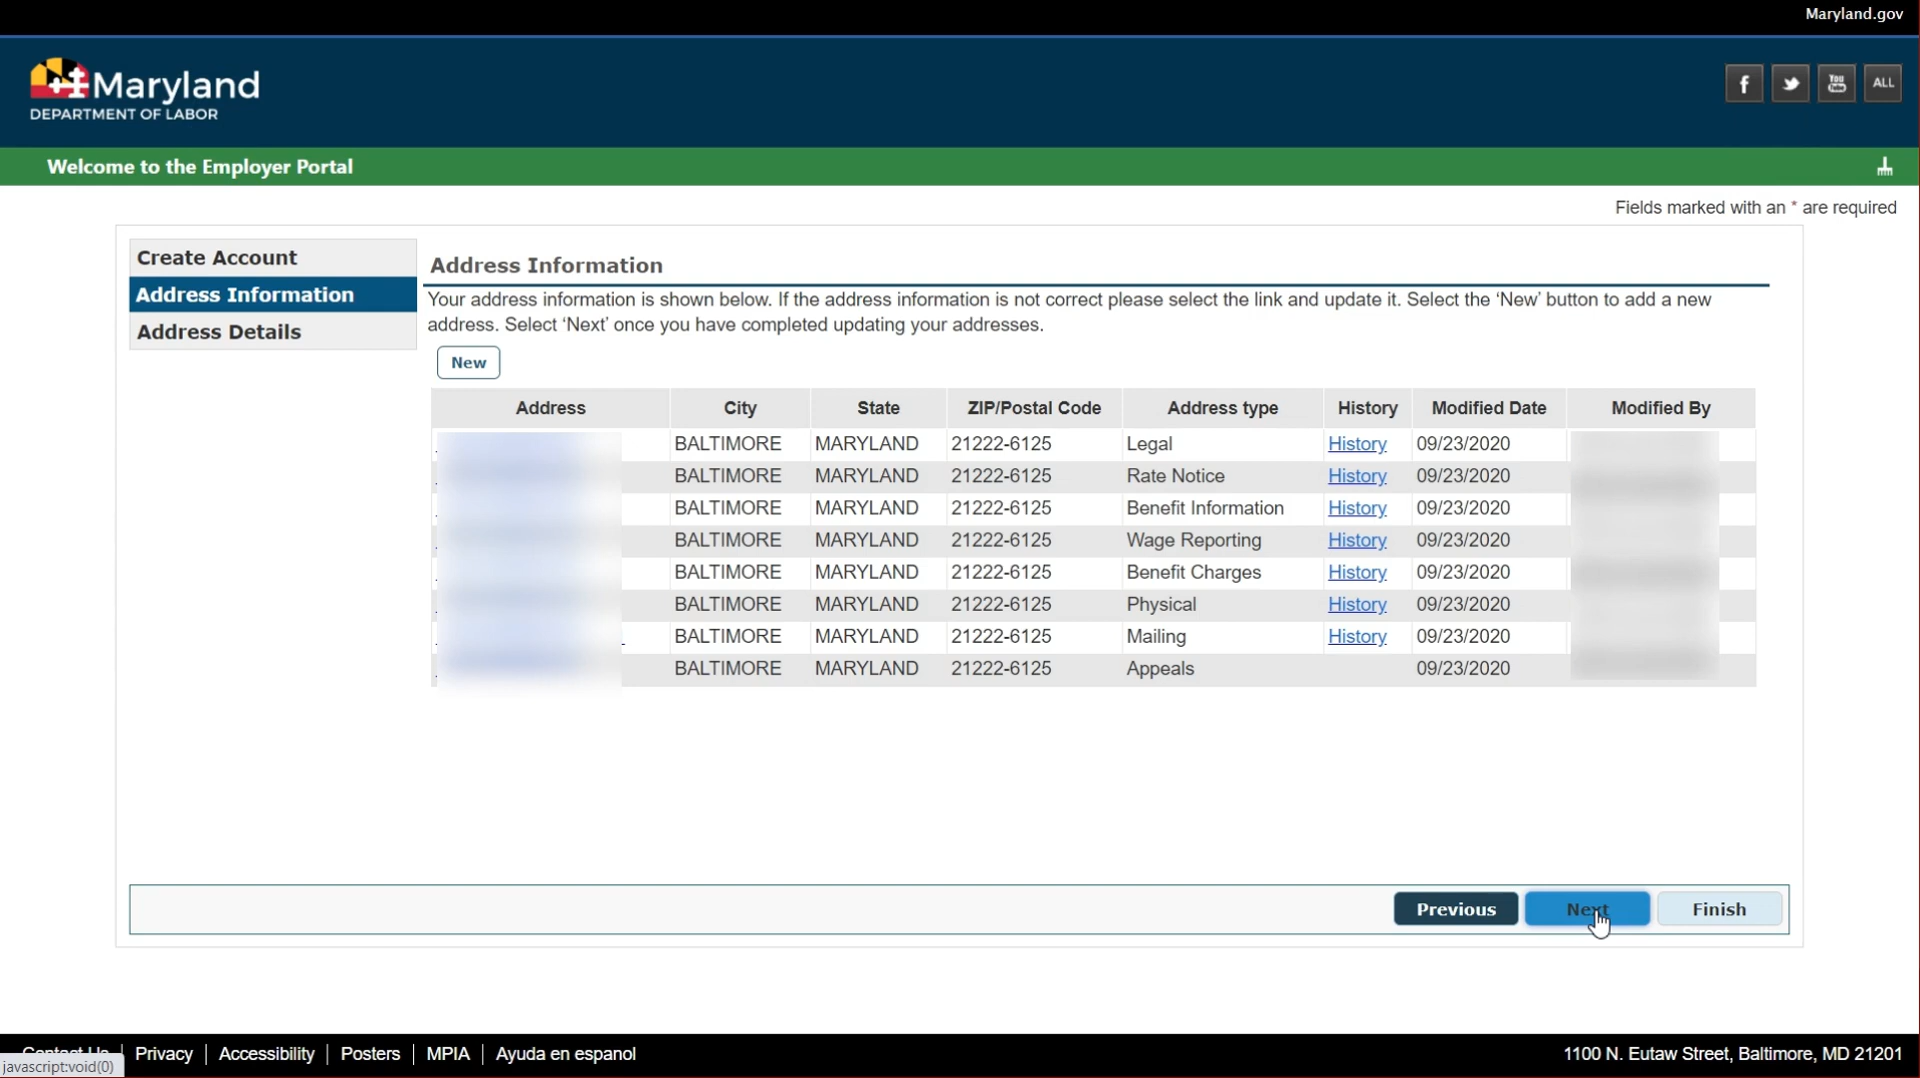 Maryland.gov
Maryland
DEPARTMENT OF LABOR
f
You
ALL
Welcome to the Employer Portal
Fields marked with an * are required
Create Account
Address Information
Address Details
Address Information
Your address information is shown below. If the address information is not correct please select the link and update it. Select the ‘New’ button to add a new
address. Select ‘Next’ once you have completed updating your addresses.
New
Address City State ZIP/Postal Code Address type History Modified Date Modified By
BALTIMORE MARYLAND 21222-6125 Legal History 09/23/2020
BALTIMORE MARYLAND 21222-6125 Rate Notice History 09/23/2020
BALTIMORE MARYLAND 21222-6125 Benefit Information History 09/23/2020
BALTIMORE MARYLAND 21222-6125 Wage Reporting History 09/23/2020
BALTIMORE MARYLAND 21222-6125 Benefit Charges History 09/23/2020
BALTIMORE MARYLAND 21222-6125 Physical History 09/23/2020
BALTIMORE MARYLAND 21222-6125 Mailing History 09/23/2020
BALTIMORE MARYLAND 21222-6125 Appeals 09/23/2020
Previous Next Finish
Contact Us | Privacy | Accessibility | Posters | MPIA | Ayuda en espanol 1100 N. Eutaw Street, Baltimore, MD 21201
javascript:void(0)